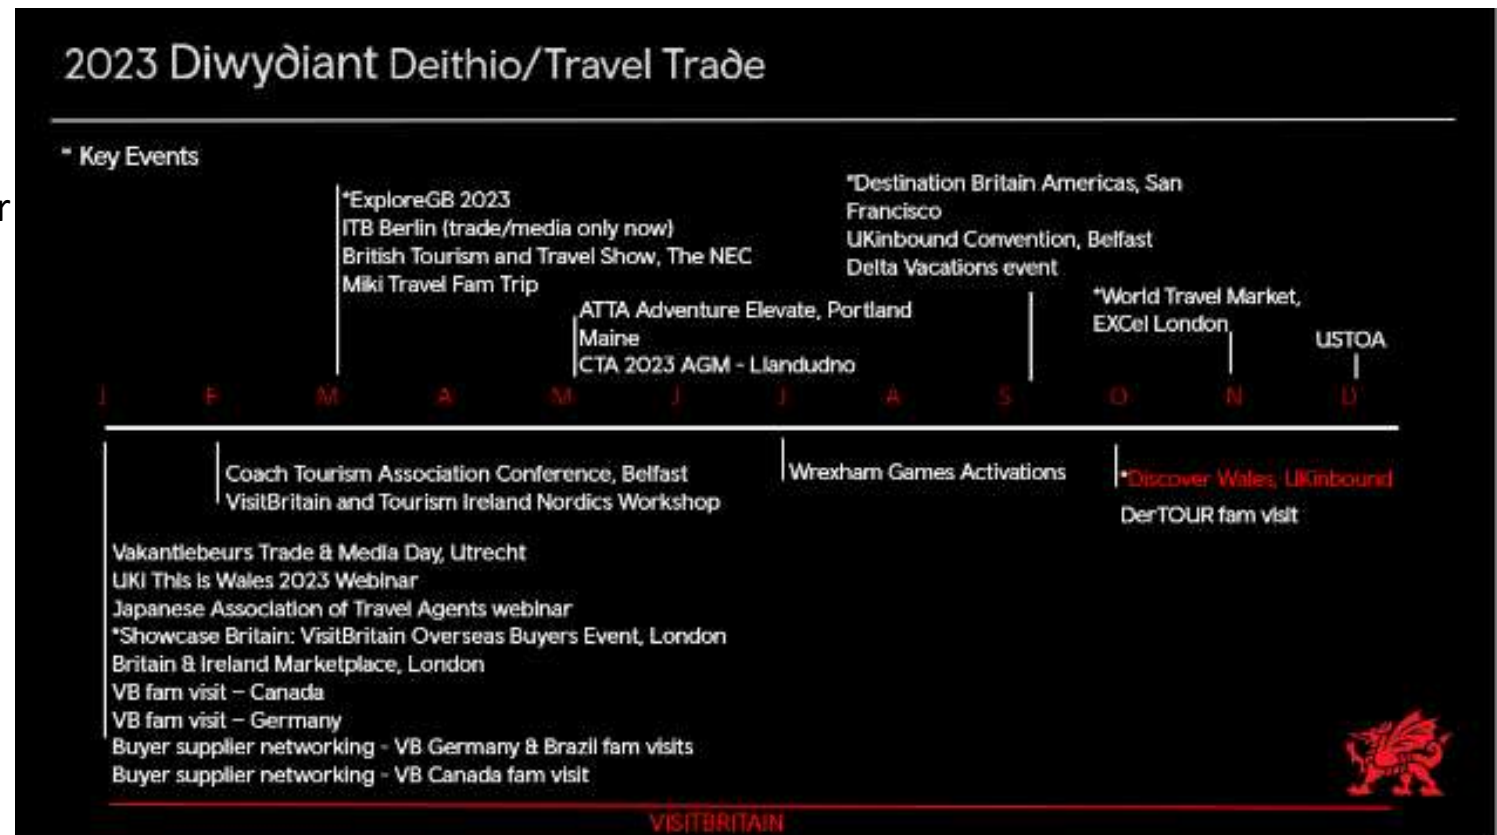 2023 Diwyðiant Deithio/Travel Traðe
* Key Events
r
*ExploreGB 2023
ITB Berlin (trade/media only now)
British Tourism and Travel Show, The NEC
Miki Travel Fam Trip
*Destination Britain Americas, San
Francisco
UKinbound Convention, Belfast
Delta Vacations event
ATTA Adventure Elevate, Portland
Maine
CTA 2023 AGM - Llandudno
*World Travel Market,
EXCel London
USTOA
J F M A M J J A S O N D
Coach Tourism Association Conference, Belfast
VisitBritain and Tourism Ireland Nordics Workshop
Wrexham Games Activations
*Discover Wales, UKinbound
DerTOUR fam visit
Vakantiebeurs Trade & Media Day, Utrecht
UKI This is Wales 2023 Webinar
Japanese Association of Travel Agents webinar
*Showcase Britain: VisitBritain Overseas Buyers Event, London
Britain & Ireland Marketplace, London
VB fam visit – Canada
VB fam visit – Germany
Buyer supplier networking - VB Germany & Brazil fam visits
Buyer supplier networking - VB Canada fam visit
VISITBRITAIN